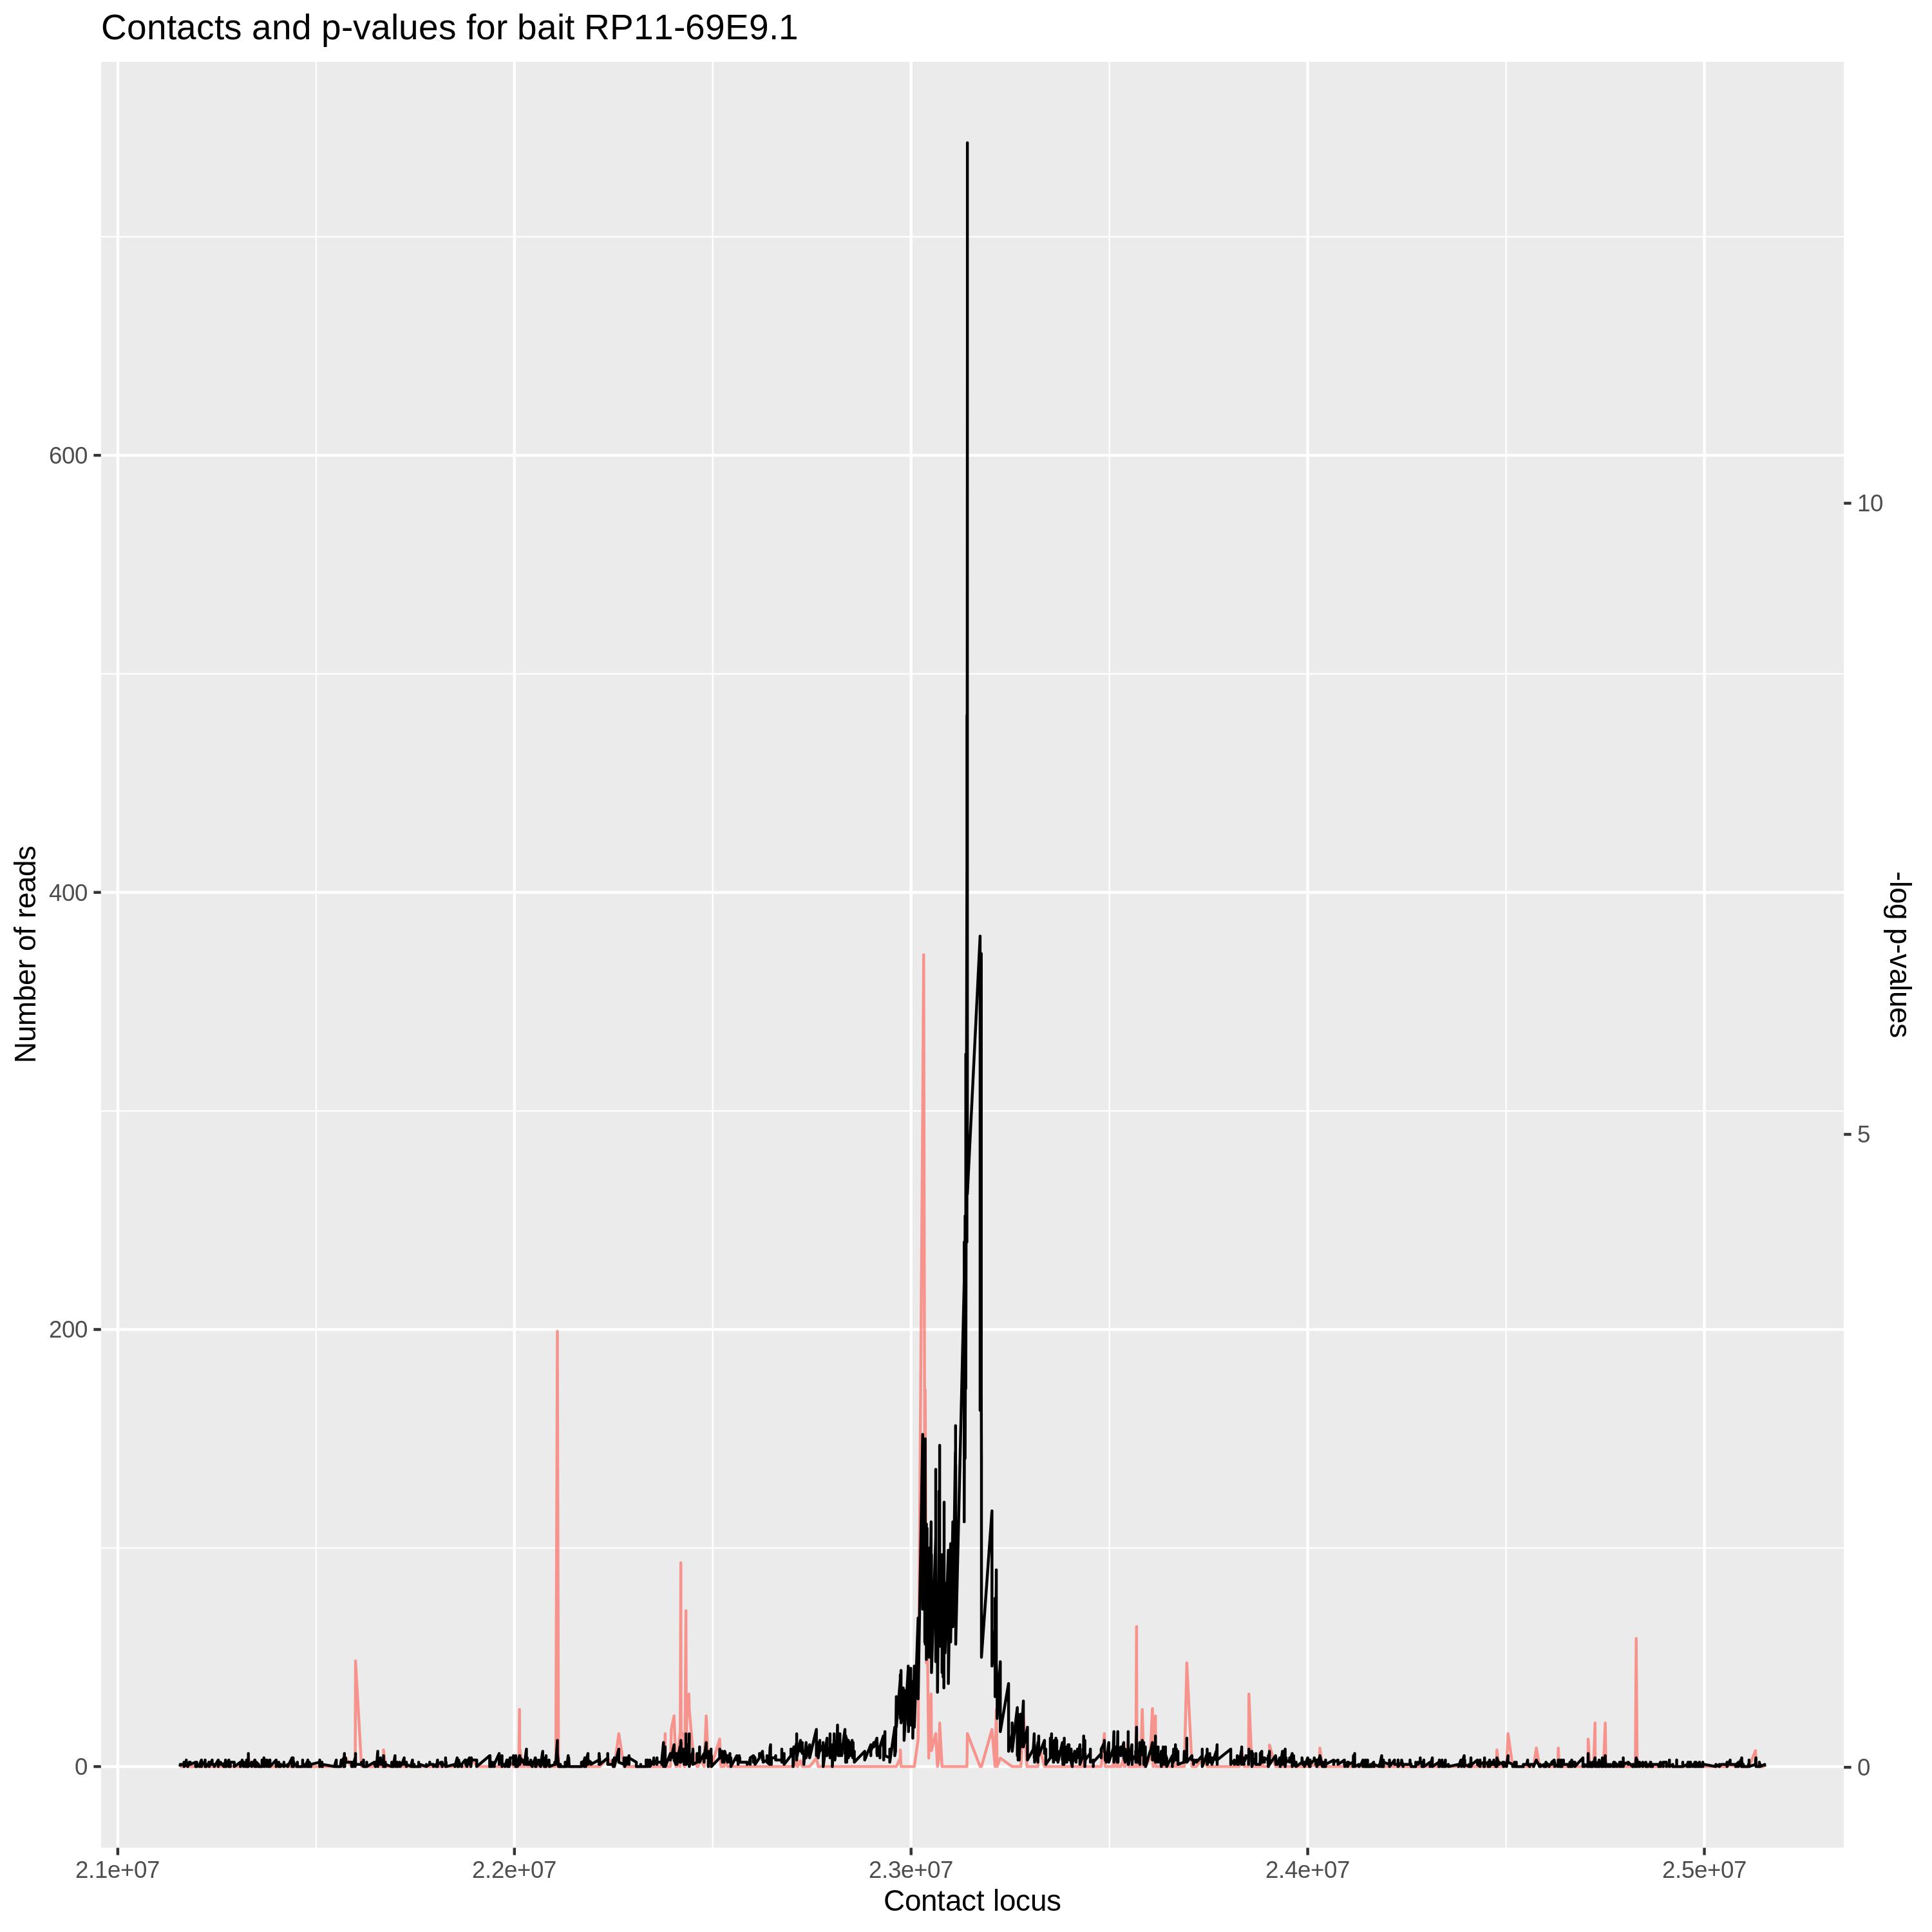 Contacts and p-values for bait RP11-69E9.1
600
400
200
0
Number of reads
10
5
0
-log p-values
2.1e+07
2.2e+07
2.3e+07
2.4e+07
2.5e+07
Contact locus